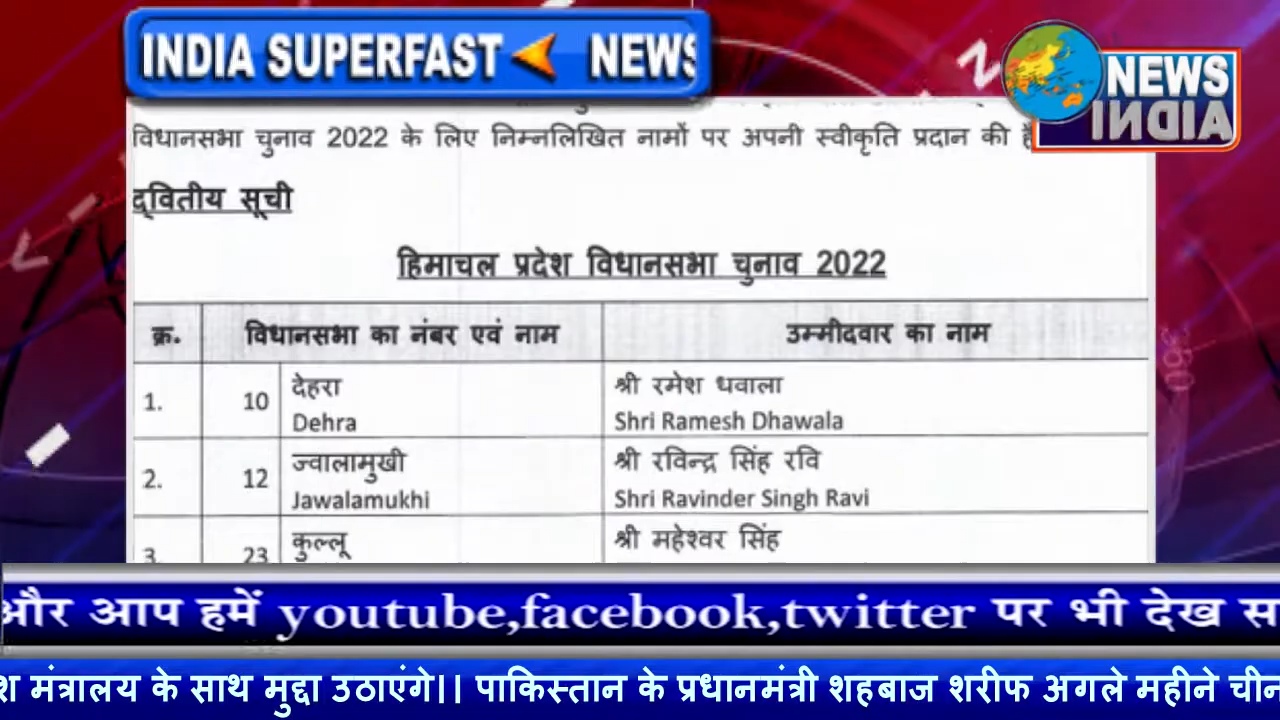 INDIA SUPERFAST NEWS
NEWS
INDIA
विधानसभा चुनाव 2022 के लिए निम्नलिखित नामों पर अपनी स्वीकृति प्रदान की
द्वितीय सूची
हिमाचल प्रदेश विधानसभा चुनाव 2022
क्र. विधानसभा का नंबर एवं नाम उम्मीदवार का नाम
1. 10 देहरा श्री रमेश धवाला
Dehra Shri Ramesh Dhawala
2. 12 ज्वालामुखी श्री रविन्द्र सिंह रवि
Jawalamukhi Shri Ravinder Singh Ravi
3. 23 कुल्लू श्री महेश्वर सिंह
और आप हमें youtube,facebook,twitter पर भी देख स
श मंत्रालय के साथ मुद्दा उठाएंगे।। पाकिस्तान के प्रधानमंत्री शहबाज शरीफ अगले महीने चीन